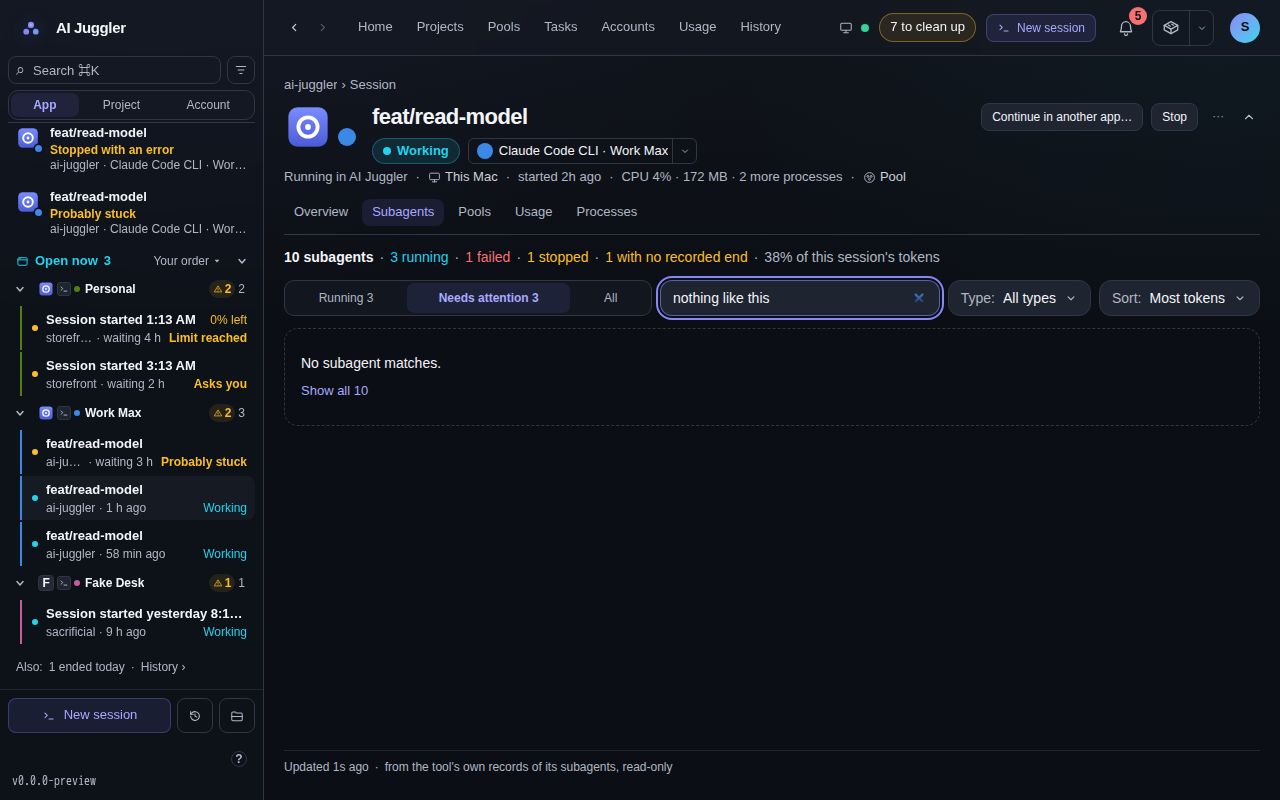 AI Juggler
Home Projects Pools Tasks Accounts Usage History
7 to clean up
New session
5
S
Search ⌘K
App Project Account
feat/read-model
Stopped with an error
ai-juggler · Claude Code CLI · Wor…
feat/read-model
Probably stuck
ai-juggler · Claude Code CLI · Wor…
Open now 3
Your order
Personal 2 2
Session started 1:13 AM 0% left
storefr… · waiting 4 h Limit reached
Session started 3:13 AM
storefront · waiting 2 h Asks you
Work Max 2 3
feat/read-model
ai-ju… · waiting 3 h Probably stuck
feat/read-model
ai-juggler · 1 h ago Working
feat/read-model
ai-juggler · 58 min ago Working
F Fake Desk 1 1
Session started yesterday 8:1…
sacrificial · 9 h ago Working
Also: 1 ended today · History ›
New session
?
v0.0.0-preview
ai-juggler › Session
feat/read-model
Continue in another app… Stop ···
Working
Claude Code CLI · Work Max
Running in AI Juggler · This Mac · started 2h ago · CPU 4% · 172 MB · 2 more processes · Pool
Overview Subagents Pools Usage Processes
10 subagents · 3 running · 1 failed · 1 stopped · 1 with no recorded end · 38% of this session's tokens
Running 3 Needs attention 3 All
nothing like this
Type: All types
Sort: Most tokens
No subagent matches.
Show all 10
Updated 1s ago · from the tool's own records of its subagents, read-only